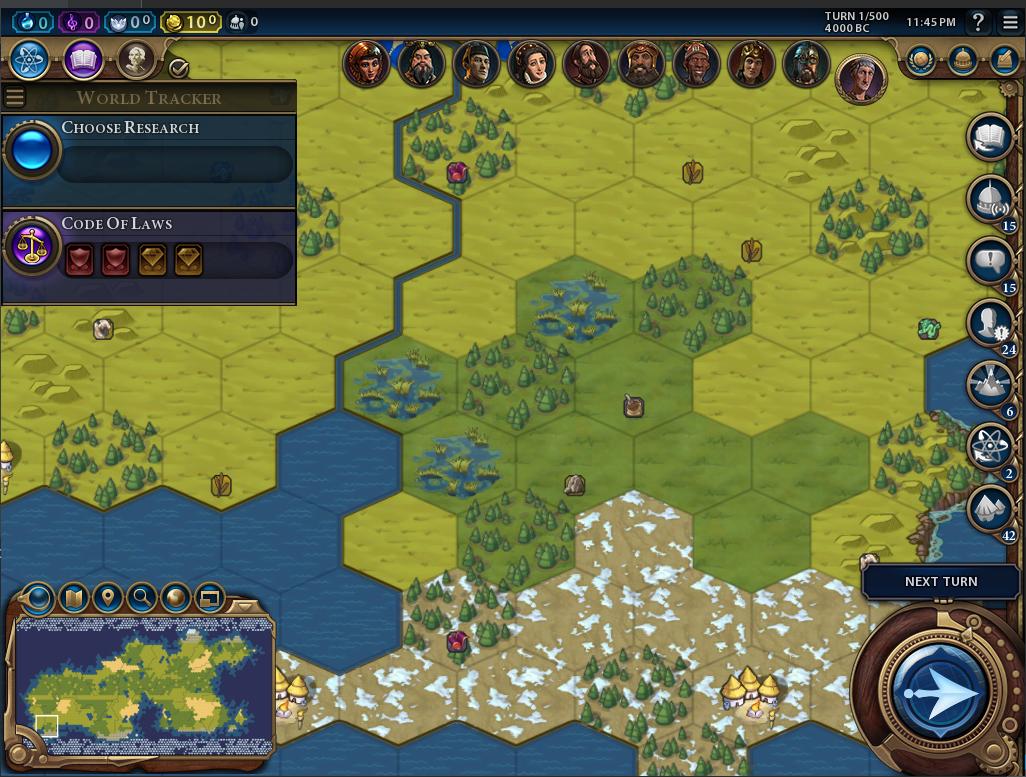 0 0 0 0 10 0 0
TURN 1/500
4000 BC
11:45 PM
?
WORLD TRACKER
CHOOSE RESEARCH
CODE OF LAWS
15
15
24
6
2
42
NEXT TURN